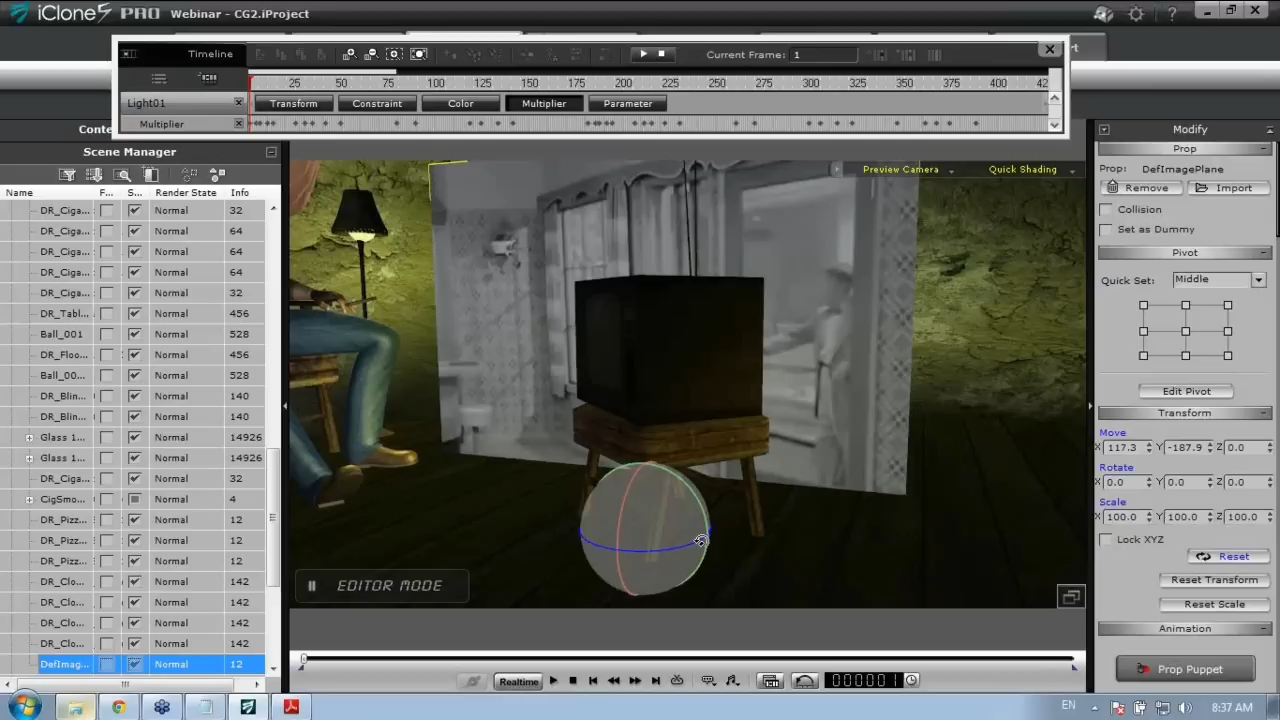 iClone5 PRO Webinar - CG2.iProject
Timeline
Current Frame: 1
25 50 75 100 125 150 175 200 225 250 275 300 325 350 375 400 42
Light01 Transform Constraint Color Multiplier Parameter
Multiplier
Conte
Scene Manager
Name F... S... Render State Info
DR_Ciga... Normal 32
DR_Ciga... Normal 64
DR_Ciga... Normal 64
DR_Ciga... Normal 64
DR_Ciga... Normal 32
DR_Tabl... Normal 456
Ball_001 Normal 528
DR_Floo... Normal 456
Ball_00... Normal 528
DR_Blin... Normal 140
DR_Blin... Normal 140
Glass 1... Normal 14926
Glass 1... Normal 14926
DR_Ciga... Normal 32
CigSmo... Normal 4
DR_Pizz... Normal 12
DR_Pizz... Normal 12
DR_Pizz... Normal 12
DR_Clo... Normal 142
DR_Clo... Normal 142
DR_Clo... Normal 142
DR_Clo... Normal 142
DefImag... Normal 12
Preview Camera Quick Shading
EDITOR MODE
Realtime
000001
rt
Modify
Prop
Prop: DefImagePlane
Remove Import
Collision
Set as Dummy
Pivot
Quick Set: Middle
Edit Pivot
Transform
Move
X 117.3 Y -187.9 Z 0.0
Rotate
X 0.0 Y 0.0 Z 0.0
Scale
X 100.0 Y 100.0 Z 100.0
Lock XYZ
Reset
Reset Transform
Reset Scale
Animation
Prop Puppet
EN 8:37 AM